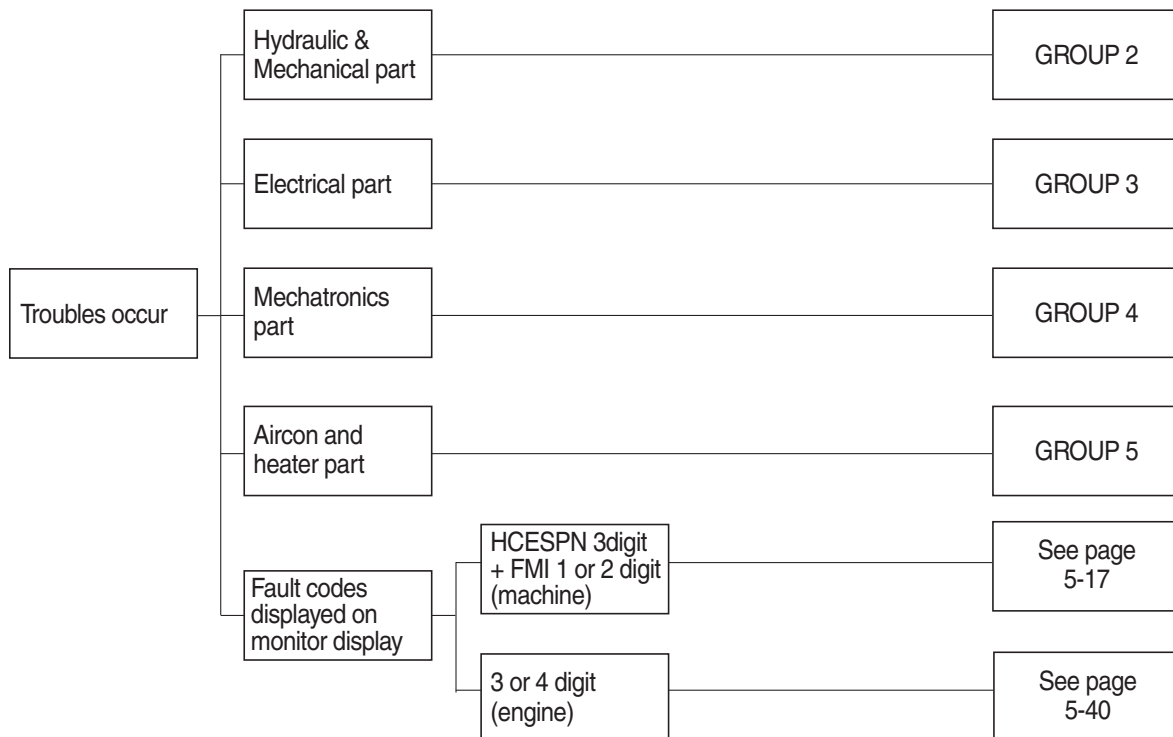 Hydraulic &
Mechanical part
GROUP 2
Electrical part
GROUP 3
Troubles occur
Mechatronics
part
GROUP 4
Aircon and
heater part
GROUP 5
Fault codes
displayed on
monitor display
HCESPN 3digit
+ FMI 1 or 2 digit
(machine)
See page
5-17
3 or 4 digit
(engine)
See page
5-40